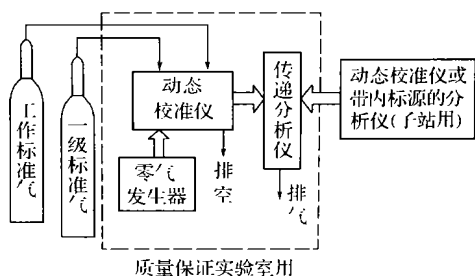 工作标准气
一级标准气
动态
校准仪
零气
发生器
排空
传递分析仪
排气
动态校准仪或
带内标源的分
析仪(子站用)
质量保证实验室用